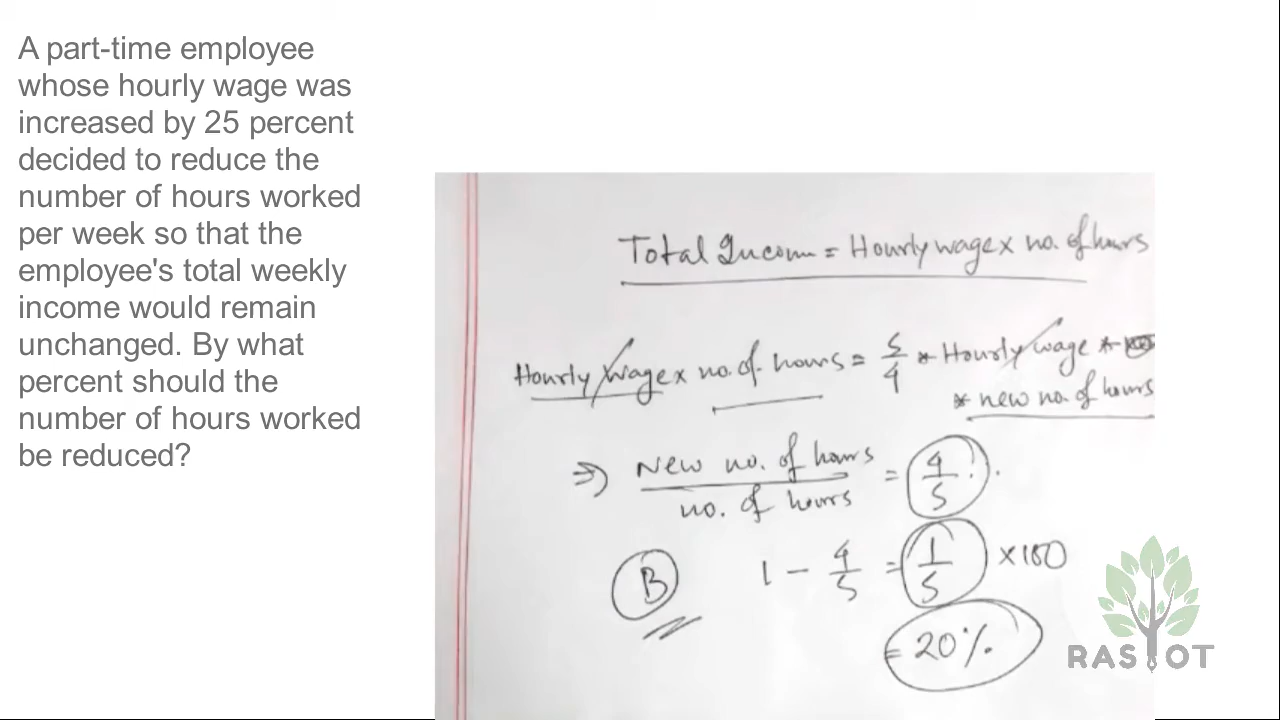 A part-time employee
whose hourly wage was
increased by 25 percent
decided to reduce the
number of hours worked
per week so that the
employee's total weekly
income would remain
unchanged. By what
percent should the
number of hours worked
be reduced?
Total Incom = Hourly wage x no. of hours
Hourly wage x no. of hours = 5/4 * Hourly wage *
* new no. of hours
⇒ New no. of hours / no. of hours = 4/5
B 1 - 4/5 = 1/5 x100
= 20%
RASIOT